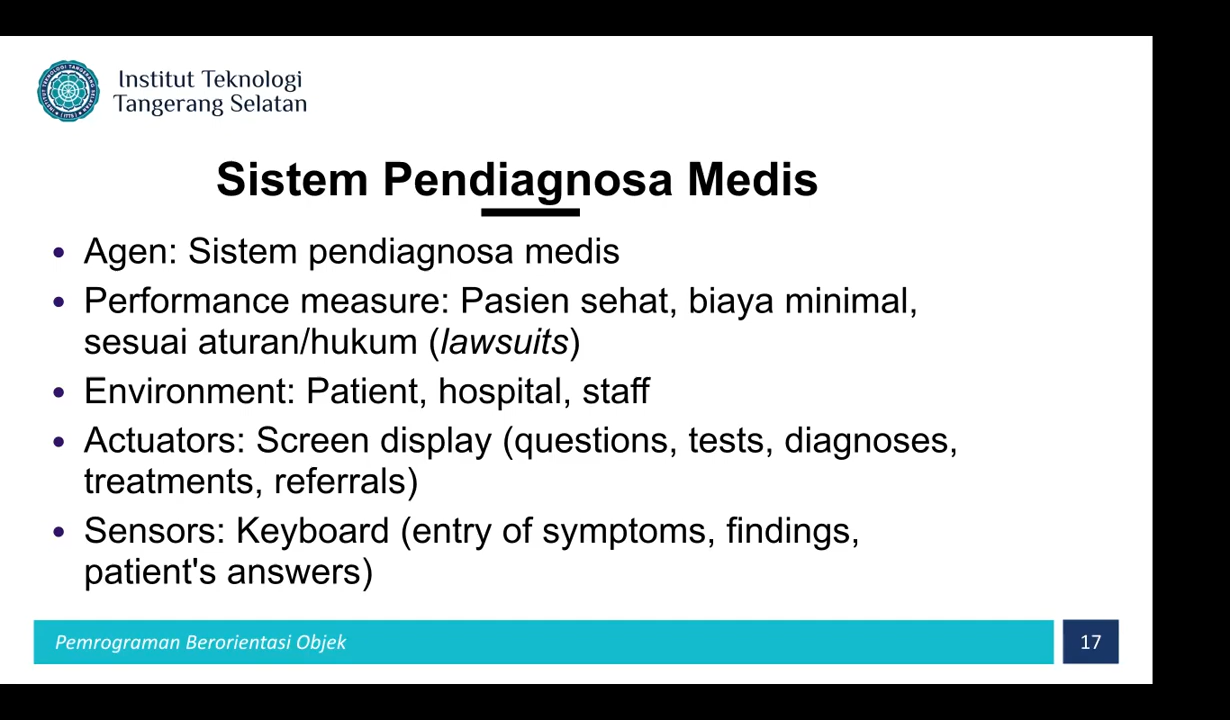 Institut Teknologi
Tangerang Selatan
Sistem Pendiagnosa Medis
• Agen: Sistem pendiagnosa medis
• Performance measure: Pasien sehat, biaya minimal,
sesuai aturan/hukum (lawsuits)
• Environment: Patient, hospital, staff
• Actuators: Screen display (questions, tests, diagnoses,
treatments, referrals)
• Sensors: Keyboard (entry of symptoms, findings,
patient's answers)
Pemrograman Berorientasi Objek
17